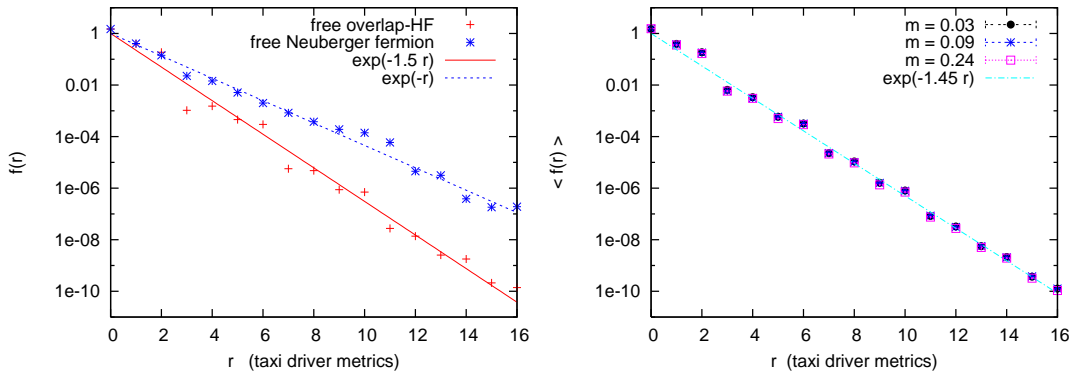 free overlap-HF
free Neuberger fermion
exp(-1.5 r)
exp(-r)
1
0.01
1e-04
1e-06
1e-08
1e-10
f(r)
0 2 4 6 8 10 12 14 16
r (taxi driver metrics)
m = 0.03
m = 0.09
m = 0.24
exp(-1.45 r)
1
0.01
1e-04
1e-06
1e-08
1e-10
< f(r) >
0 2 4 6 8 10 12 14 16
r (taxi driver metrics)